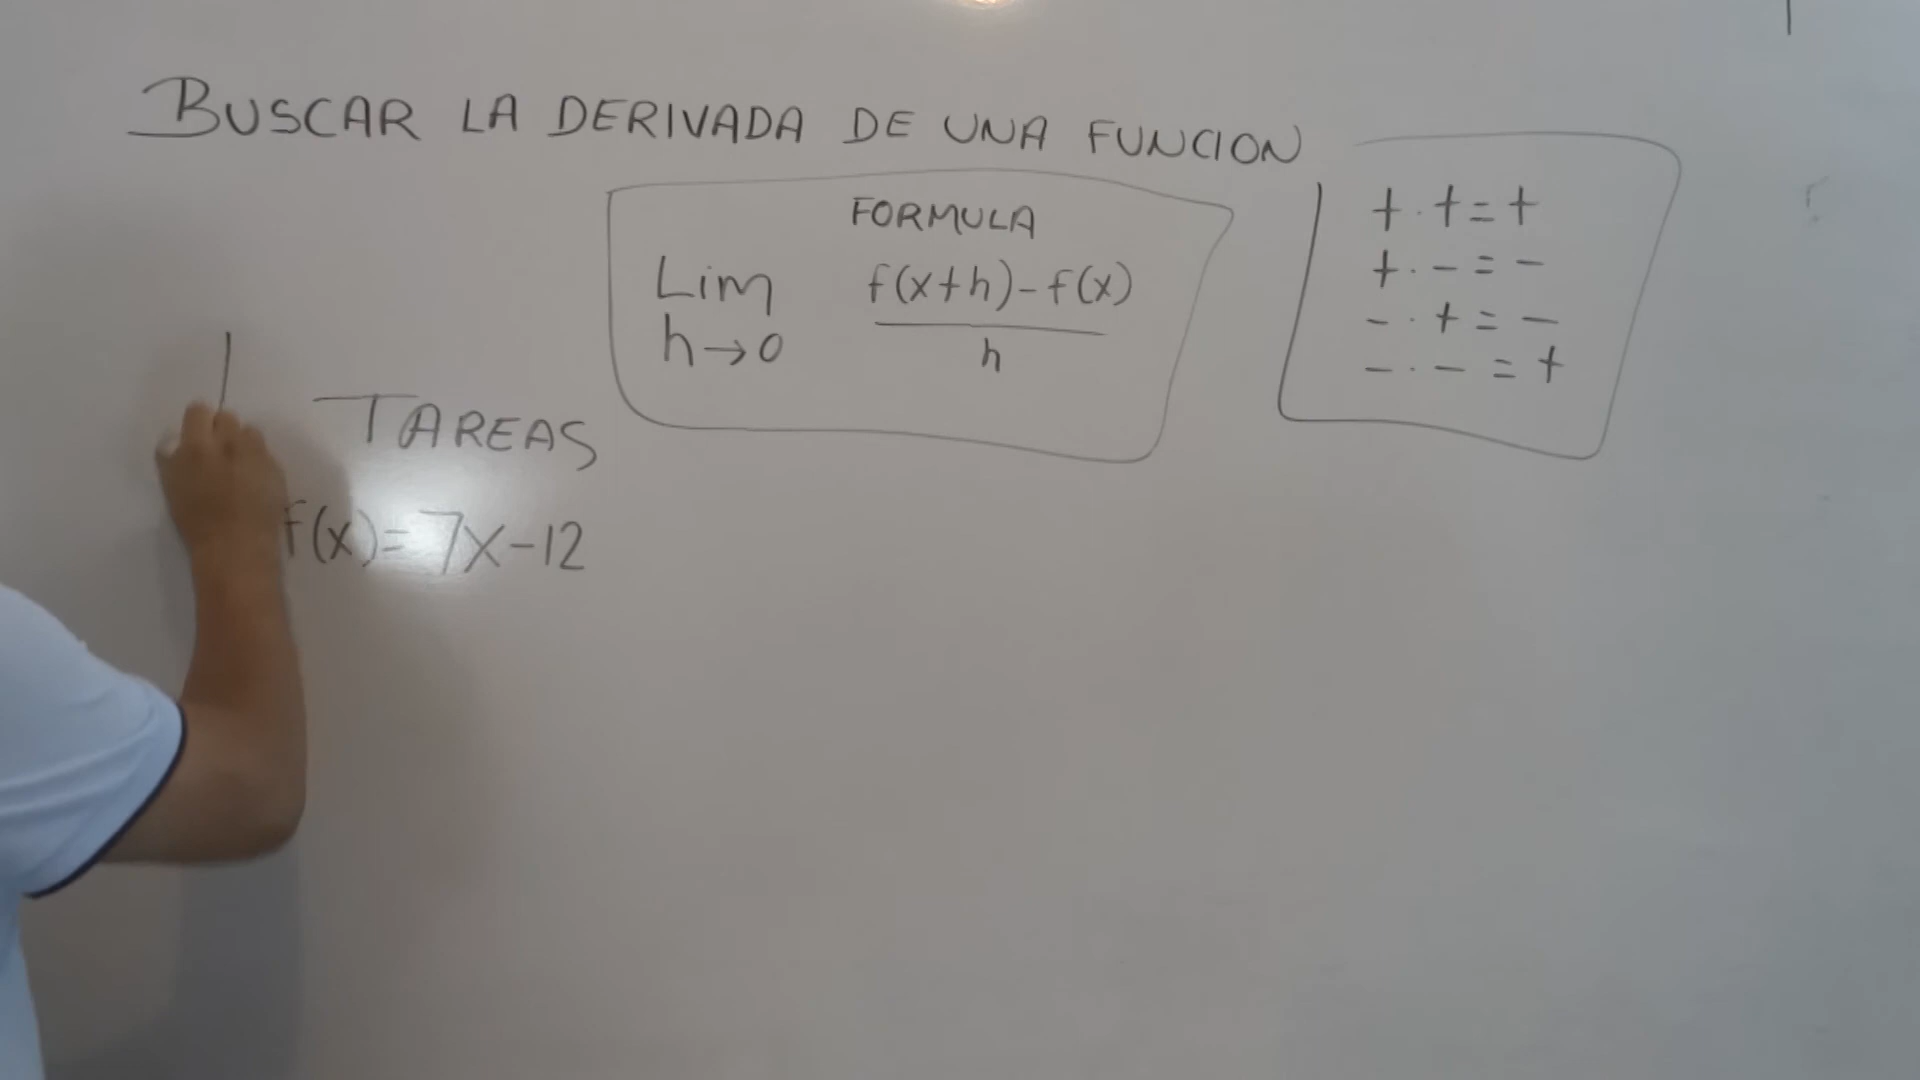 BUSCAR LA DERIVADA DE UNA FUNCION
FORMULA
Lim f(x+h)-f(x)
h→0 h
+ · + = +
+ · - = -
- · + = -
- · - = +
TAREAS
f(x)= 7x-12